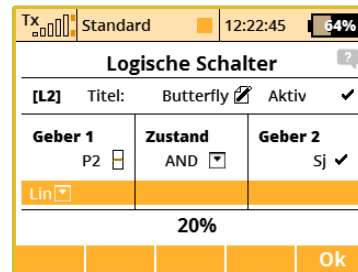 Tx Standard 12:22:45 64%
Logische Schalter ?
[L2] Titel: Butterfly Aktiv
Geber 1 Zustand Geber 2
P2 AND Sj
Lin
20%
Ok